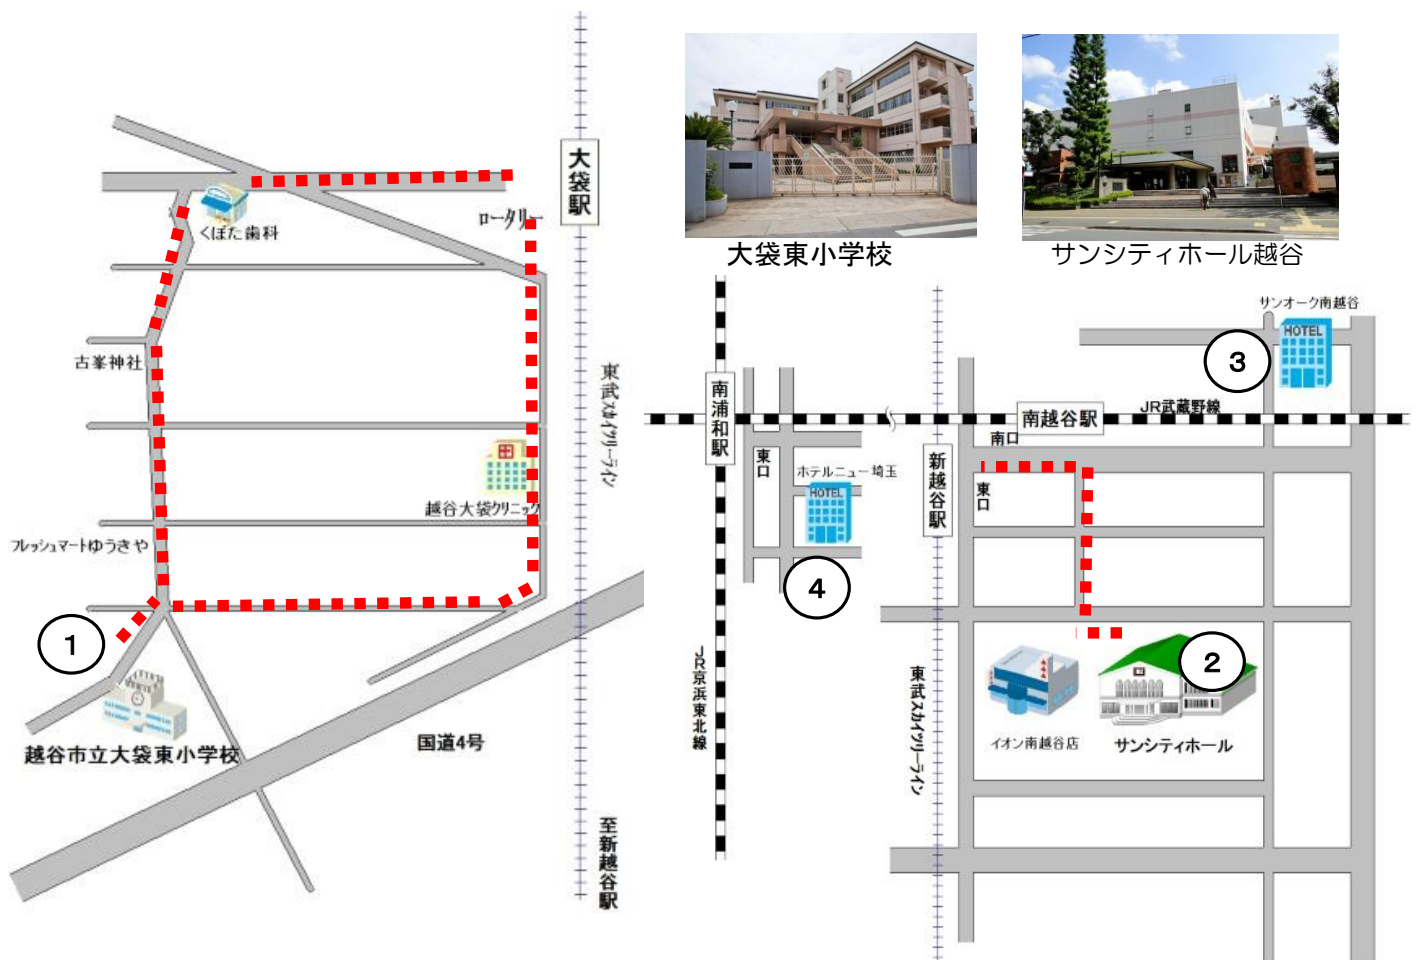 大袋駅
ロータリー
くぼた歯科
古峯神社
東武スカイツリーライン
越谷大袋クリニック
フレッシュマートゆうきや
1
越谷市立大袋東小学校
国道4号
至新越谷駅
大袋東小学校
サンシティホール越谷
サンオーク南越谷
HOTEL
3
南浦和駅
JR武蔵野線
南越谷駅
南口
東口
ホテルニュー埼玉
HOTEL
新越谷駅
東口
4
2
JR京浜東北線
東武スカイツリーライン
イオン南越谷店
サンシティホール